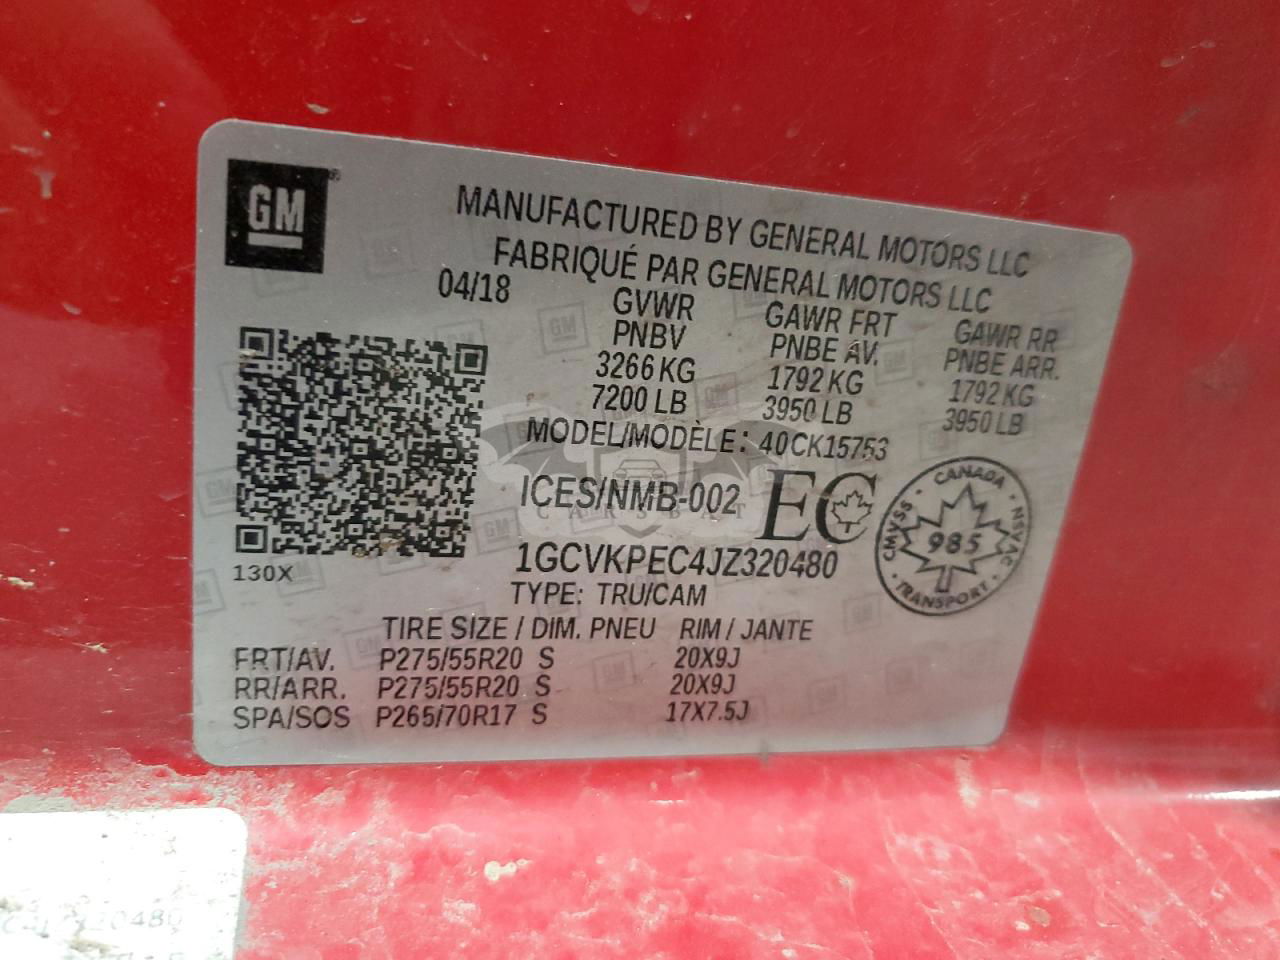 GM®
MANUFACTURED BY GENERAL MOTORS LLC
FABRIQUÉ PAR GENERAL MOTORS LLC
04/18
GVWR GAWR FRT GAWR RR
PNBV PNBE AV. PNBE ARR.
3266 KG 1792 KG 1792 KG
7200 LB 3950 LB 3950 LB
MODEL/MODÈLE: 40CK15753
ICES/NMB-002 EC
CARSBAT
CANADA
CMVSS · NSVAC
985
TRANSPORT
1GCVKPEC4JZ320480
130X
TYPE: TRU/CAM
TIRE SIZE / DIM. PNEU RIM / JANTE
FRT/AV. P275/55R20 S 20X9J
RR/ARR. P275/55R20 S 20X9J
SPA/SOS P265/70R17 S 17X7.5J